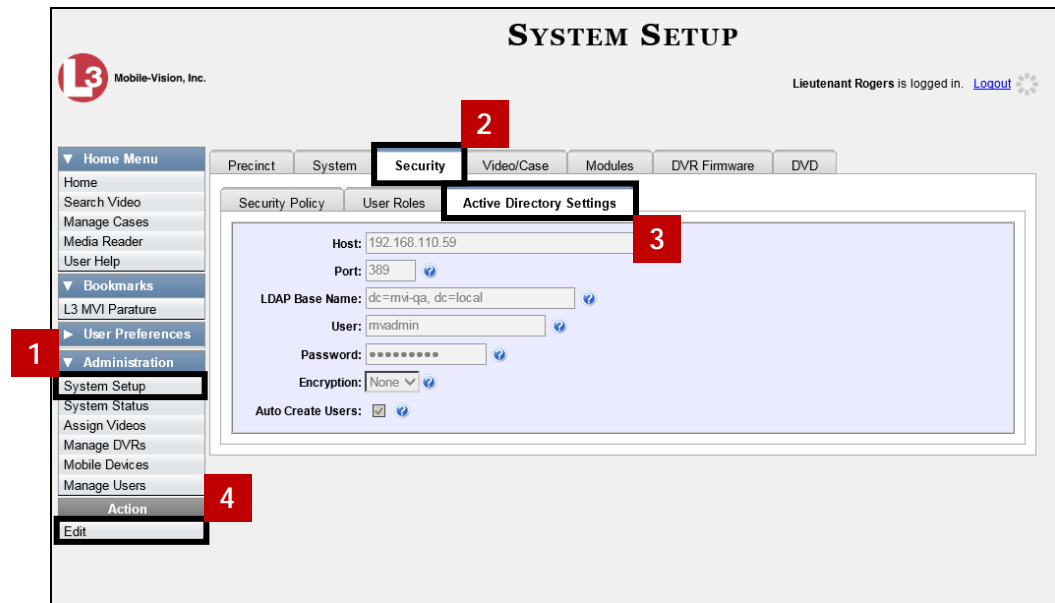 SYSTEM SETUP
L3 Mobile-Vision, Inc.
Lieutenant Rogers is logged in. Logout
2
▼ Home Menu
Home
Search Video
Manage Cases
Media Reader
User Help
▼ Bookmarks
L3 MVI Parature
► User Preferences
1
▼ Administration
System Setup
System Status
Assign Videos
Manage DVRs
Mobile Devices
Manage Users
4
Action
Edit
Precinct System Security Video/Case Modules DVR Firmware DVD
Security Policy User Roles Active Directory Settings
3
Host: 192.168.110.59
Port: 389 ?
LDAP Base Name: dc=mvi-qa, dc=local ?
User: mvadmin ?
Password: ●●●●●●●●● ?
Encryption: None ?
Auto Create Users: ?